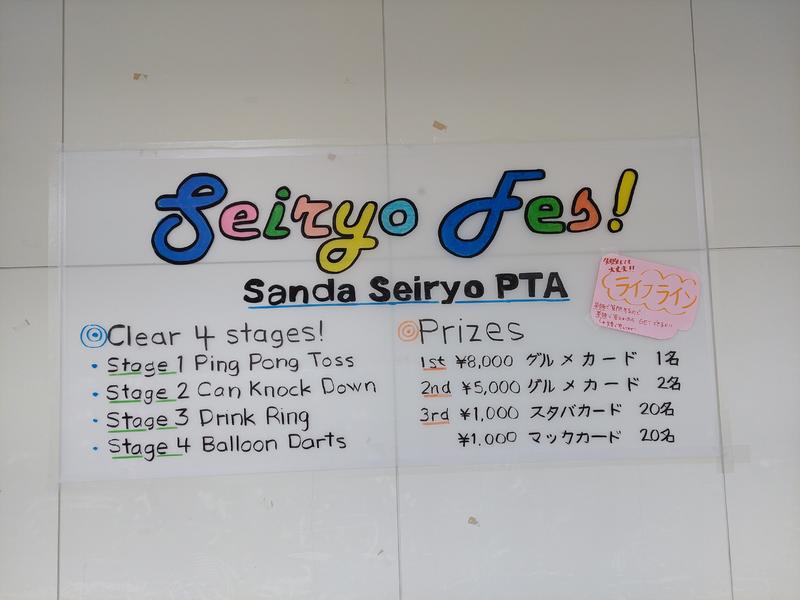 Seiryo Fes!
Sanda Seiryo PTA
ライフライン
Clear 4 stages!
・Stage 1 Ping Pong Toss
・Stage 2 Can Knock Down
・Stage 3 Drink Ring
・Stage 4 Balloon Darts
Prizes
1st ¥8,000 グルメカード 1名
2nd ¥5,000 グルメカード 2名
3rd ¥1,000 スタバカード 20名
¥1.000 マックカード 20名